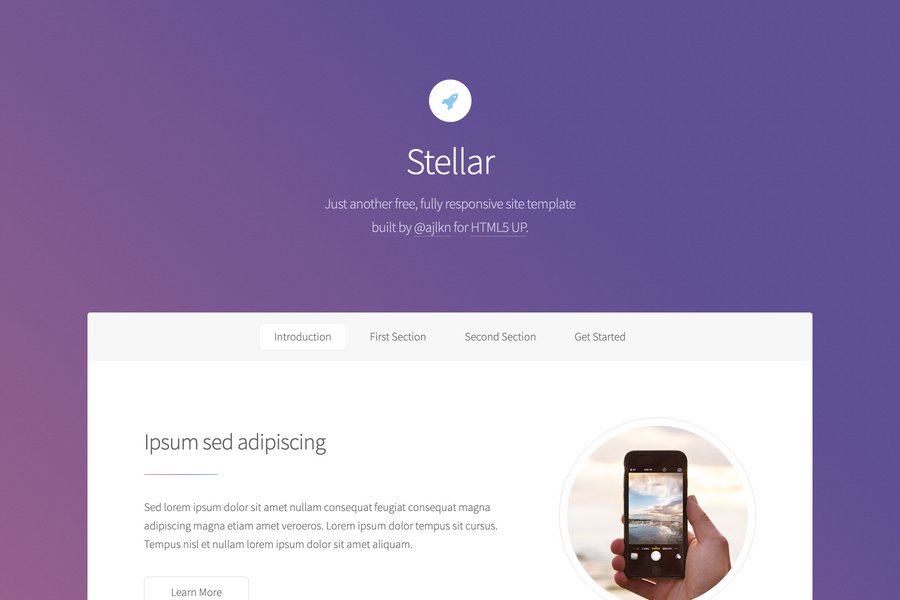 Stellar
Just another free, fully responsive site template
built by @ajlkn for HTML5 UP.
Introduction
First Section
Second Section
Get Started
Ipsum sed adipiscing
Sed lorem ipsum dolor sit amet nullam consequat feugiat consequat magna
adipiscing magna etiam amet veroeros. Lorem ipsum dolor tempus sit cursus.
Tempus nisl et nullam lorem ipsum dolor sit amet aliquam.
Learn More